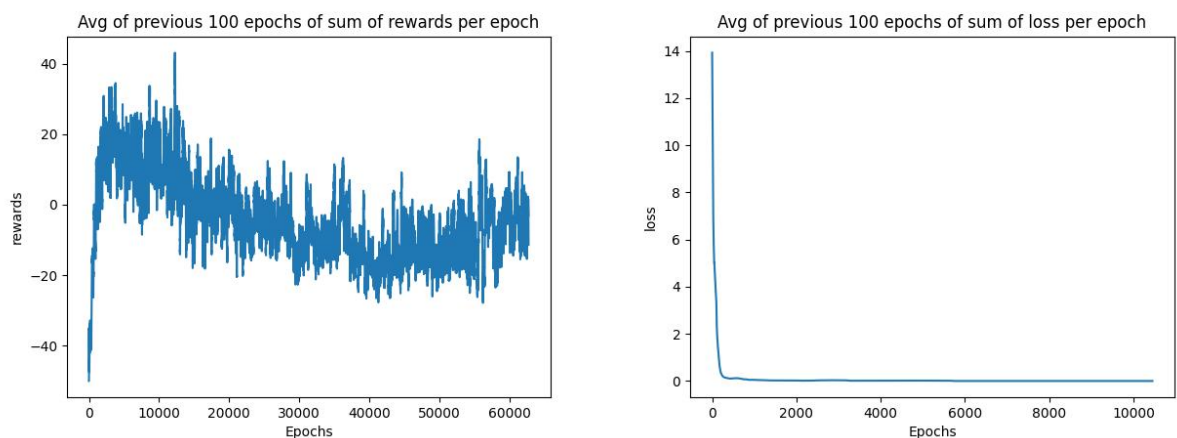 Avg of previous 100 epochs of sum of rewards per epoch
40
20
0
−20
−40
rewards
0 10000 20000 30000 40000 50000 60000
Epochs
Avg of previous 100 epochs of sum of loss per epoch
14
12
10
8
6
4
2
0
loss
0 2000 4000 6000 8000 10000
Epochs